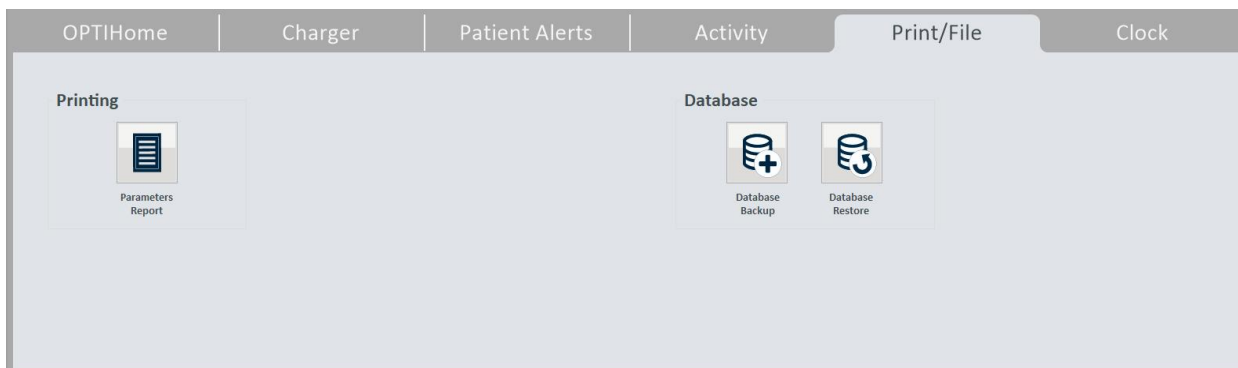 OPTIHome Charger Patient Alerts Activity Print/File Clock
Printing
Parameters
Report
Database
Database
Backup
Database
Restore